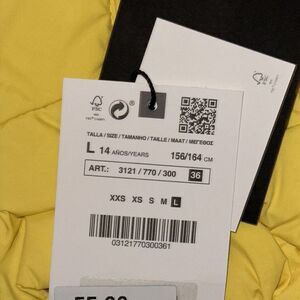 FSC
TALLA / SIZE / TAMANHO / TAILLE / MAAT / ΜΕΓΕΘΟΣ
L 14 AÑOS/YEARS 156/164 CM
ART.: 3121 / 770 / 300 36
XXS XS S M L
03121770300361